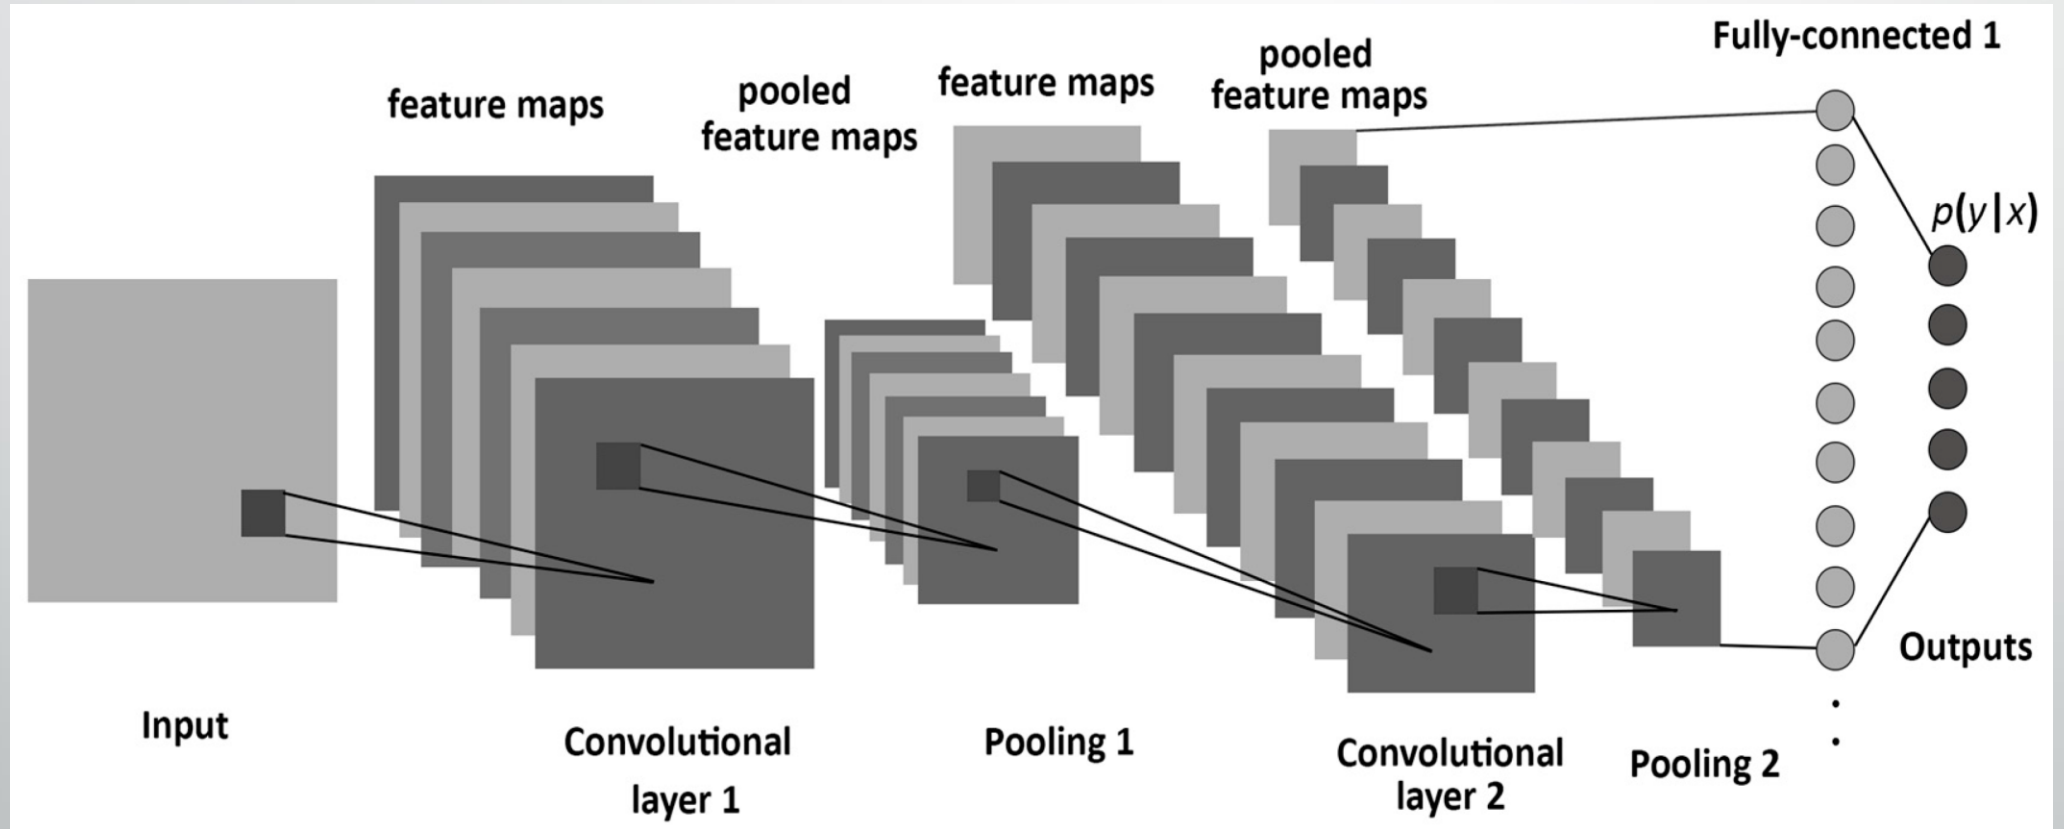 feature maps
pooled
feature maps
feature maps
pooled
feature maps
Fully-connected 1
p(y|x)
Outputs
Input
Convolutional
layer 1
Pooling 1
Convolutional
layer 2
Pooling 2